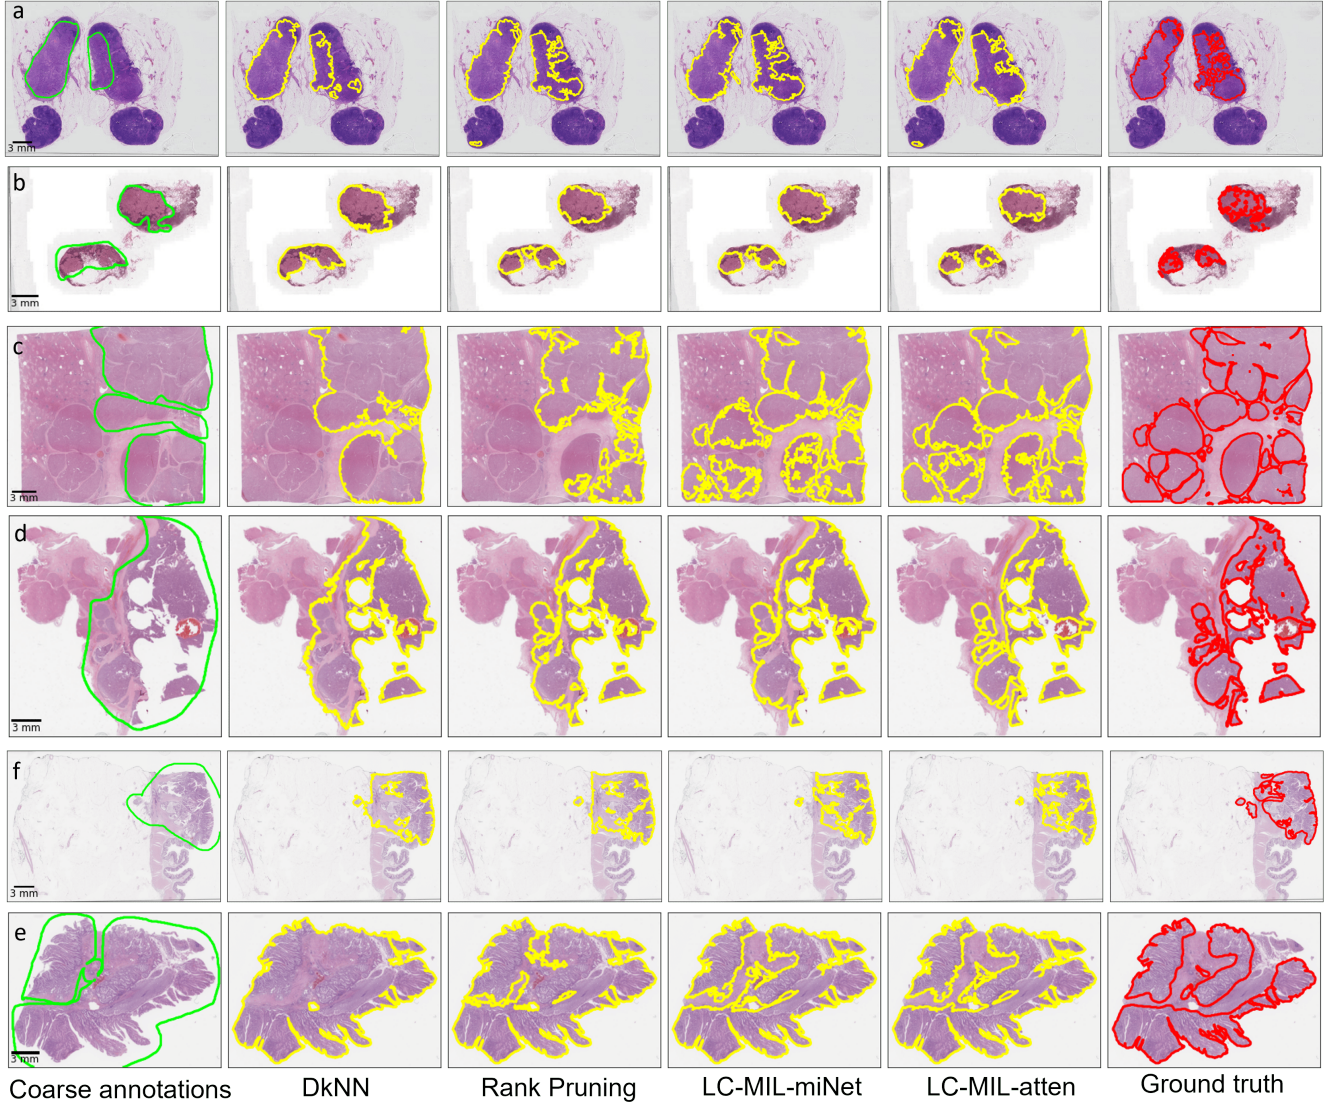 a
3 mm
b
3 mm
c
3 mm
d
3 mm
f
3 mm
e
3 mm
Coarse annotations DkNN Rank Pruning LC-MIL-miNet LC-MIL-atten Ground truth